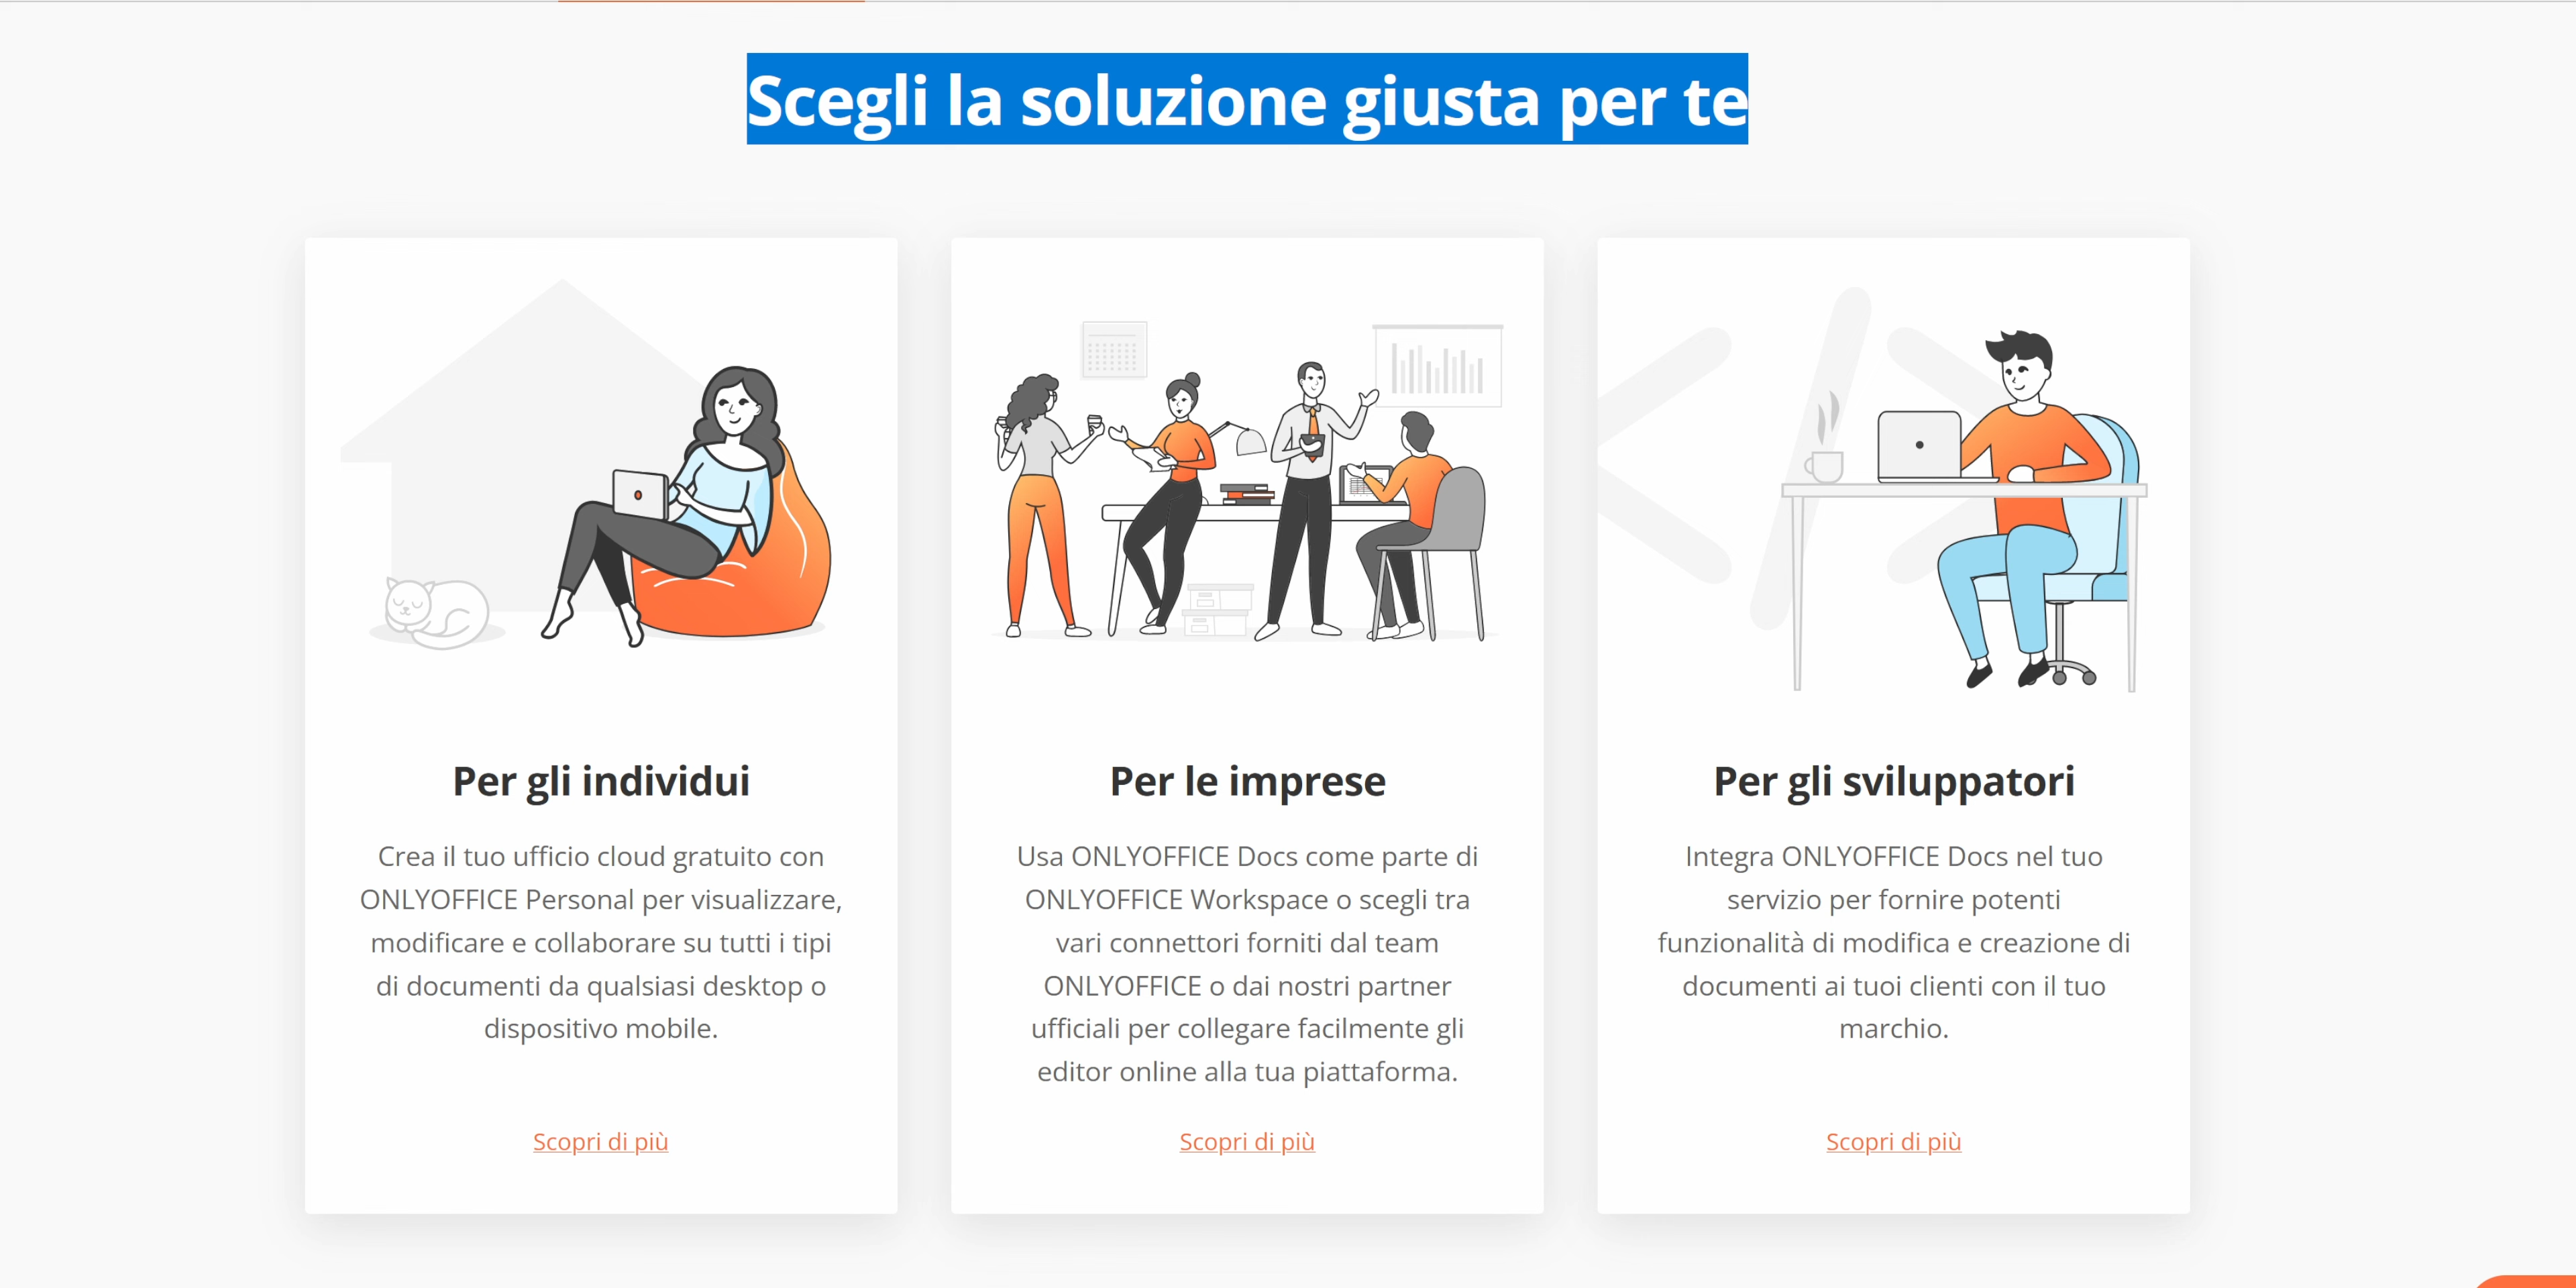 Scegli la soluzione giusta per te
Per gli individui
Crea il tuo ufficio cloud gratuito con
ONLYOFFICE Personal per visualizzare,
modificare e collaborare su tutti i tipi
di documenti da qualsiasi desktop o
dispositivo mobile.
Scopri di più
Per le imprese
Usa ONLYOFFICE Docs come parte di
ONLYOFFICE Workspace o scegli tra
vari connettori forniti dal team
ONLYOFFICE o dai nostri partner
ufficiali per collegare facilmente gli
editor online alla tua piattaforma.
Scopri di più
Per gli sviluppatori
Integra ONLYOFFICE Docs nel tuo
servizio per fornire potenti
funzionalità di modifica e creazione di
documenti ai tuoi clienti con il tuo
marchio.
Scopri di più